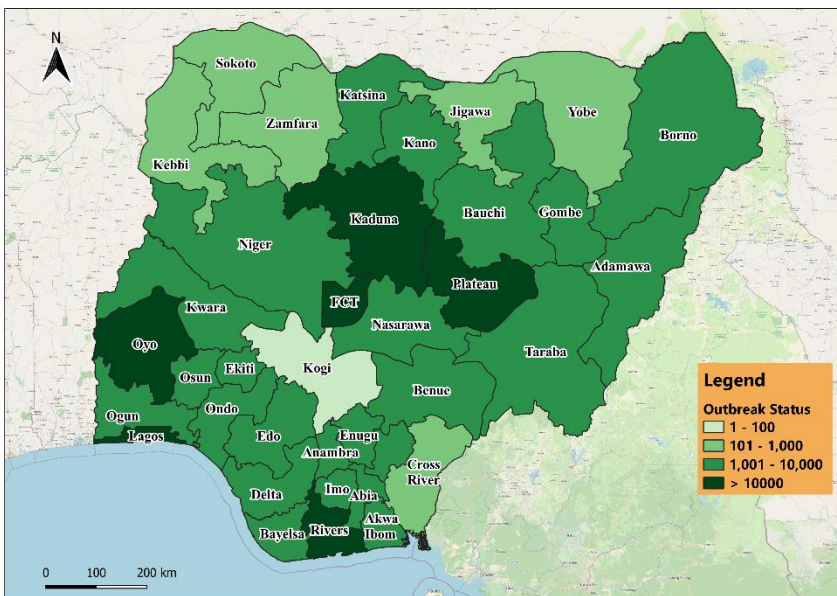 N
Sokoto
Katsina
Zamfara
Jigawa
Yobe
Borno
Kano
Kebbi
Kaduna
Bauchi
Gombe
Niger
Adamawa
Plateau
FCT
Kwara
Nasarawa
Oyo
Taraba
Kogi
Ekiti
Osun
Benue
Ogun
Ondo
Edo
Enugu
Lagos
Anambra
Cross
River
Delta
Imo
Abia
Akwa
Ibom
Bayelsa
Rivers
Legend
Outbreak Status
1 - 100
101 - 1,000
1,001 - 10,000
> 10000
0 100 200 km